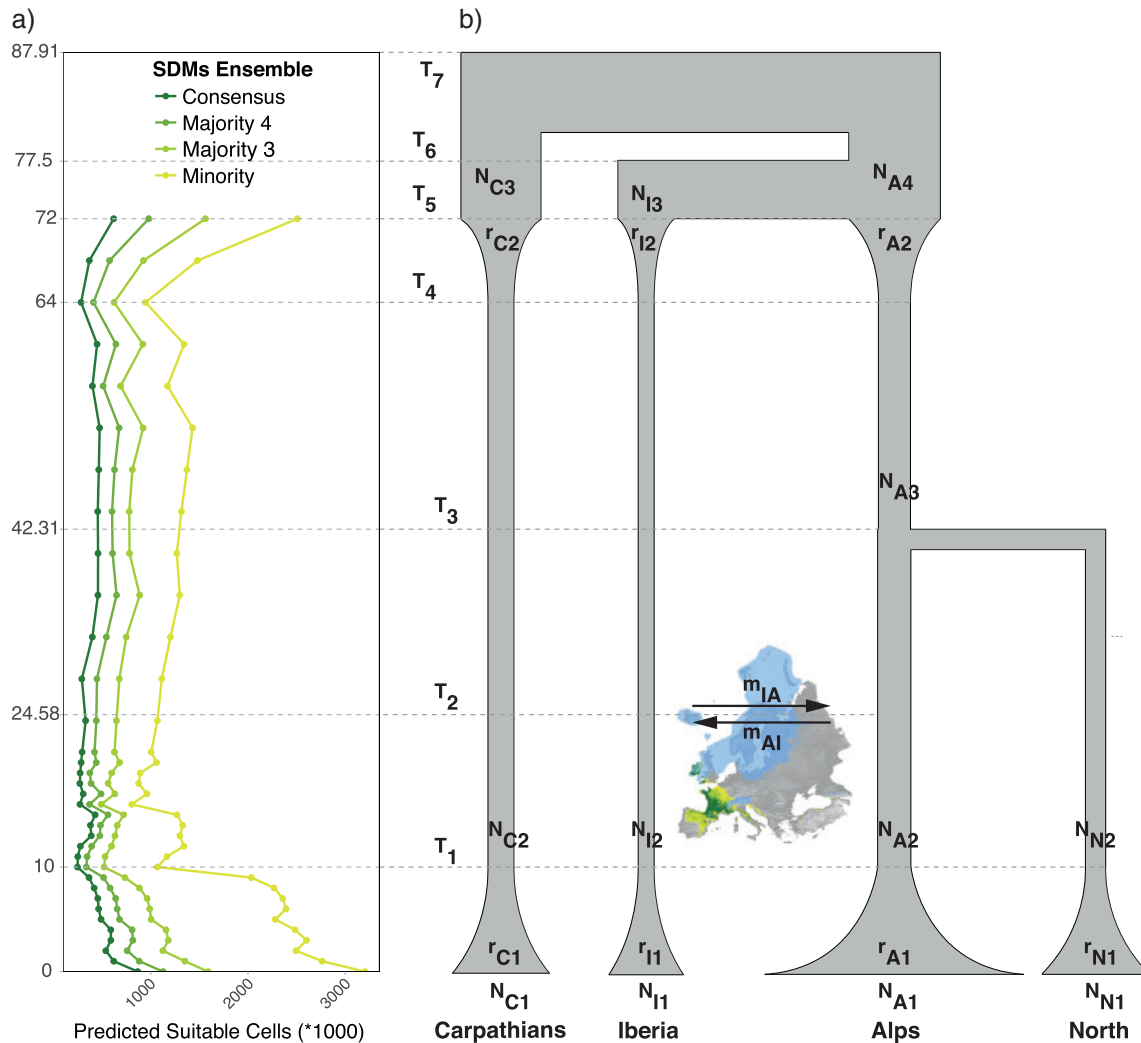 a)
87.91
77.5
72
64
42.31
24.58
10
0
SDMs Ensemble
Consensus
Majority 4
Majority 3
Minority
1000
2000
3000
Predicted Suitable Cells (*1000)
b)
T7
T6
T5
T4
T3
T2
T1
NC3
NI3
NA4
rC2
rI2
rA2
NA3
mIA
mAI
NC2
NI2
NA2
NN2
rC1
rI1
rA1
rN1
NC1
NI1
NA1
NN1
Carpathians
Iberia
Alps
North